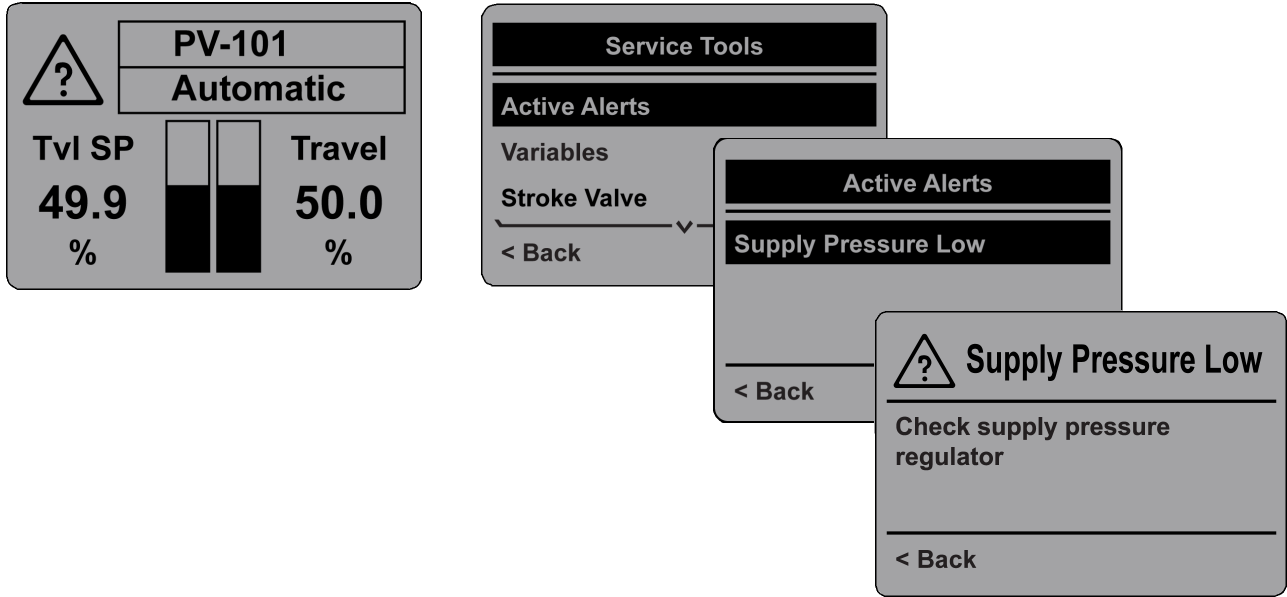 ?
PV-101
Automatic
Tvl SP
49.9
%
Travel
50.0
%
Service Tools
Active Alerts
Variables
Stroke Valve
< Back
Active Alerts
Supply Pressure Low
< Back
? Supply Pressure Low
Check supply pressure
regulator
< Back